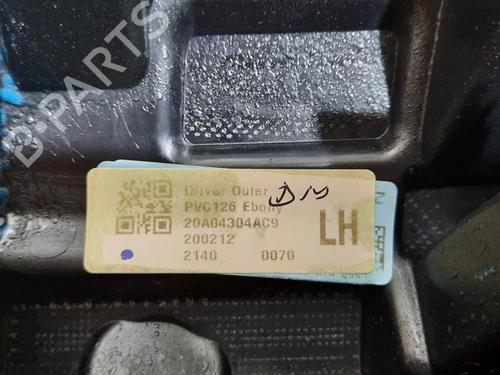 B-PARTS
Driver Outer
PVC126 Ebony
20A04304AC9
200212
2140 0070
LH